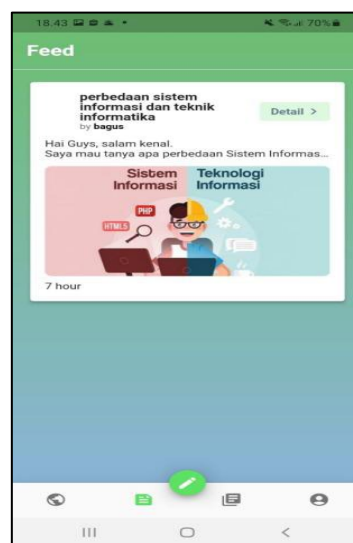 18.43
70%
Feed
perbedaan sistem
informasi dan teknik
informatika
by bagus
Detail >
Hai Guys, salam kenal.
Saya mau tanya apa perbedaan Sistem Informas...
Sistem Informasi
Teknologi Informasi
PHP
HTML5
7 hour